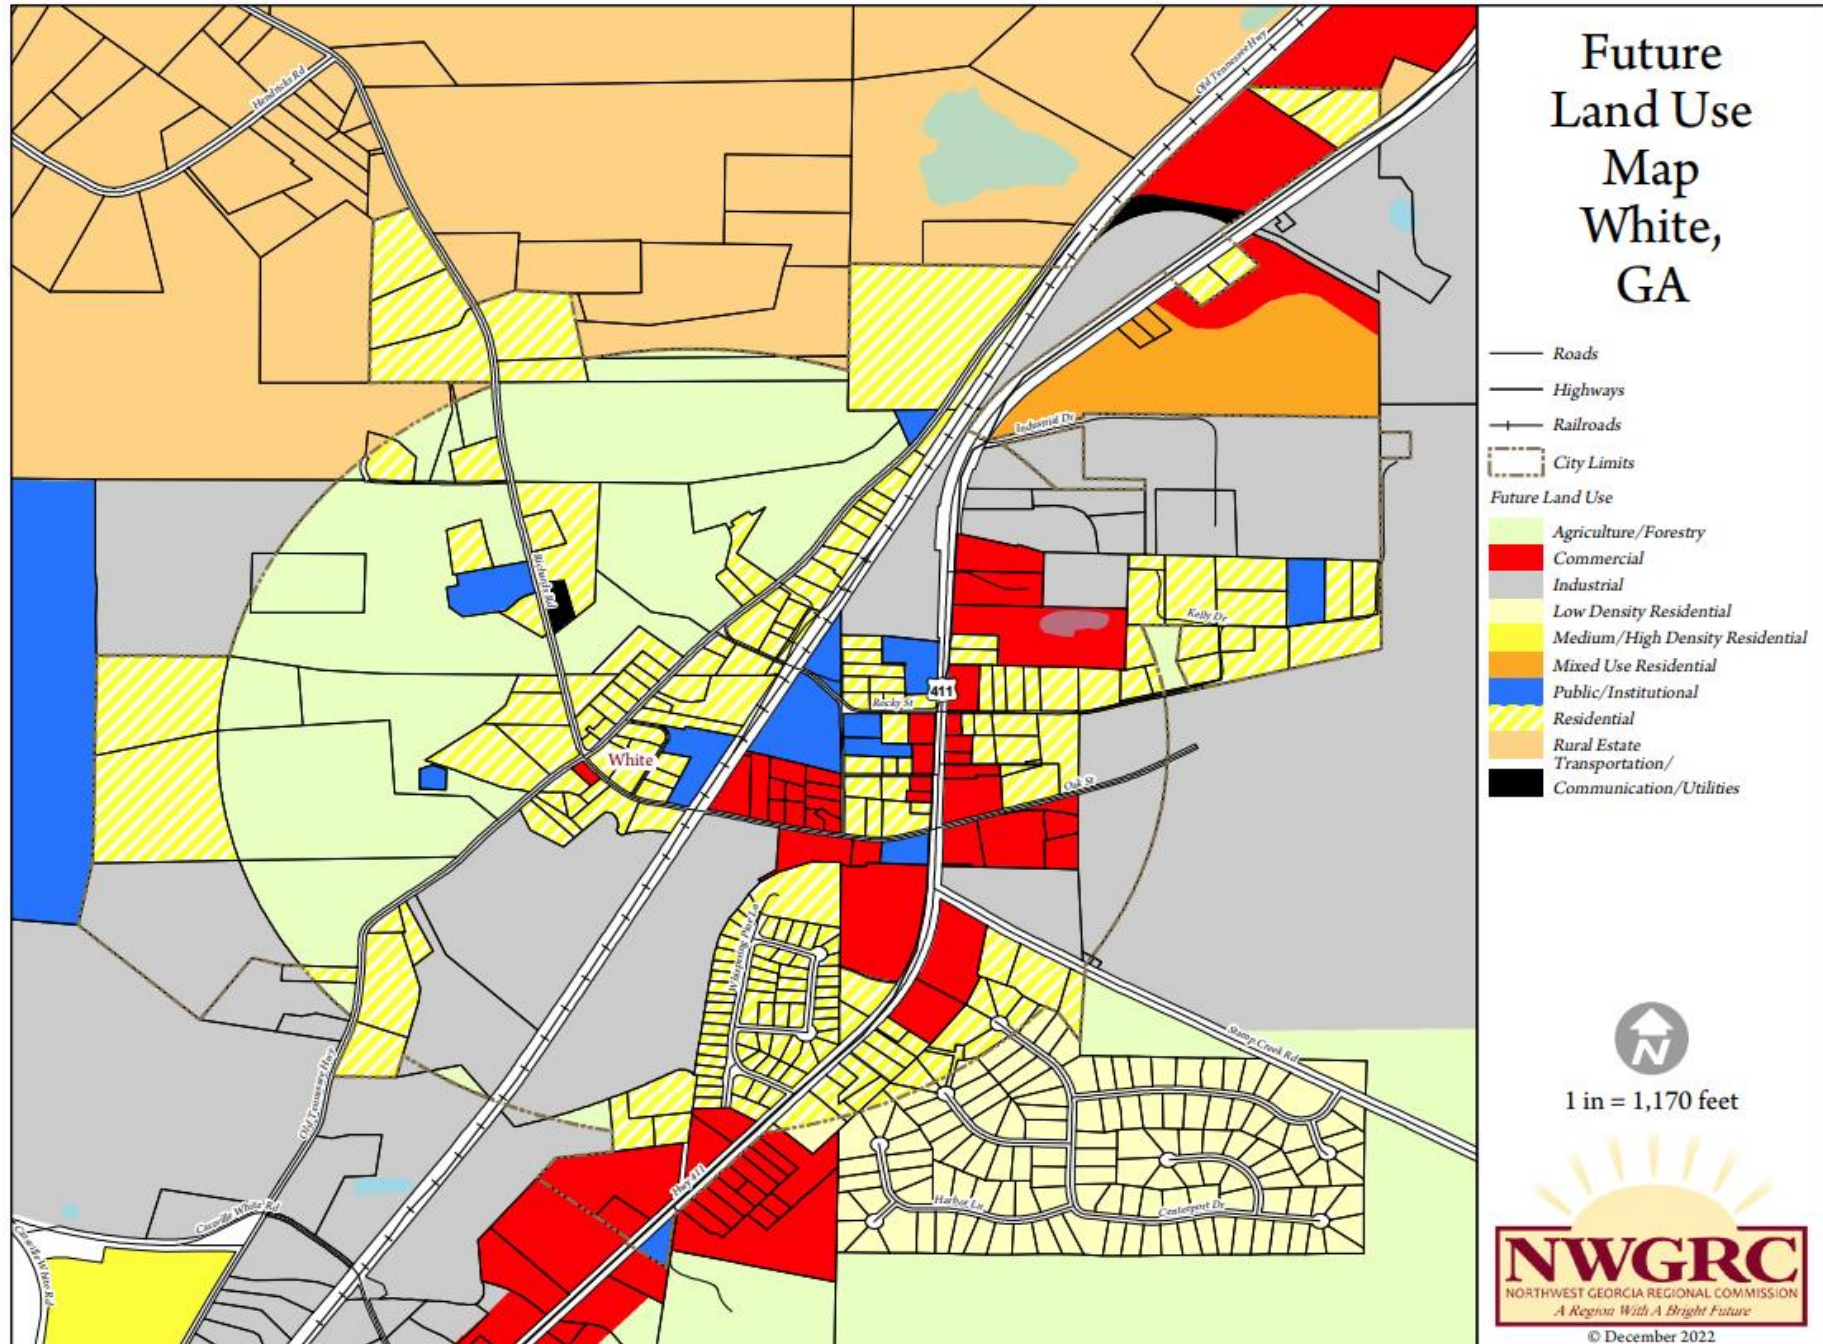 Future
Land Use
Map
White,
GA
Roads
Highways
Railroads
City Limits
Future Land Use
Agriculture/Forestry
Commercial
Industrial
Low Density Residential
Medium/High Density Residential
Mixed Use Residential
Public/Institutional
Residential
Rural Estate
Transportation/
Communication/Utilities
N
1 in = 1,170 feet
NWGRC
NORTHWEST GEORGIA REGIONAL COMMISSION
A Region With A Bright Future
© December 2022
Hendricks Rd
Old Tennessee Hwy
Industrial Dr
Richards Rd
Kelly Dr
411
Rocky St
White
Oak St
Whispering Pine Ln
Stamp Creek Rd
Old Tennessee Hwy
Hwy 411
Harbor Ln
Centerport Dr
Cassville White Rd
Cassville White Rd